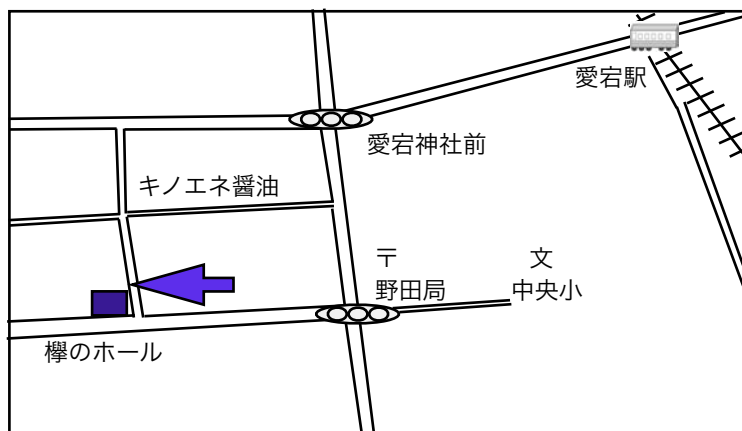 愛宕駅
愛宕神社前
キノエネ醤油
〒
文
野田局
中央小
欅のホール